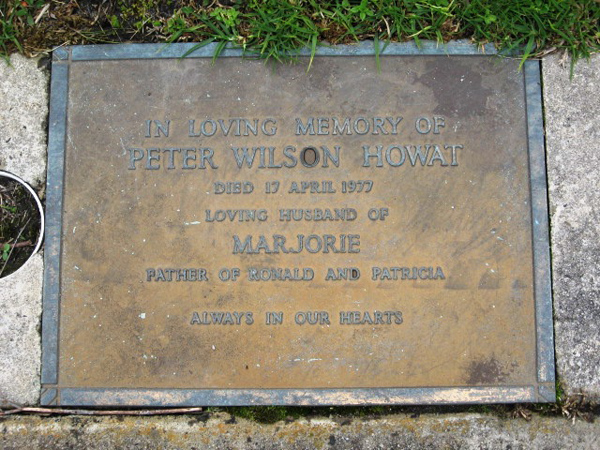 IN LOVING MEMORY OF
PETER WILSON HOWAT
DIED 17 APRIL 1977
LOVING HUSBAND OF
MARJORIE
FATHER OF RONALD AND PATRICIA
ALWAYS IN OUR HEARTS